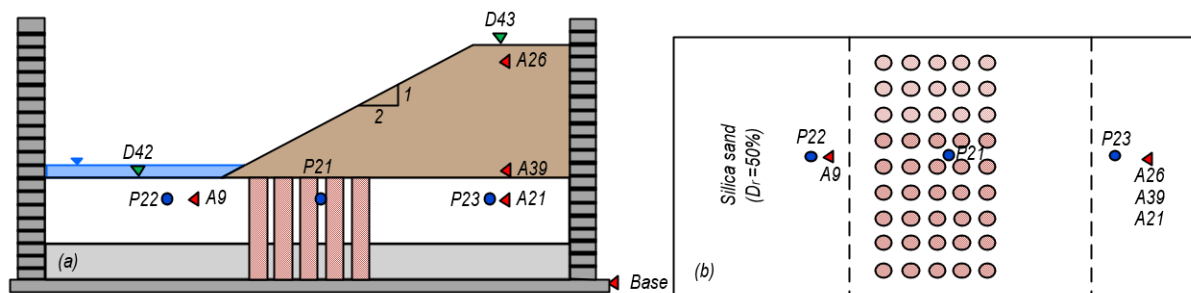 D43
A26
1
2
D42
P21
A39
P22
A9
P23
A21
(a)
Base
Silica sand
(Dr=50%)
P22
A9
P21
P23
A26
A39
A21
(b)